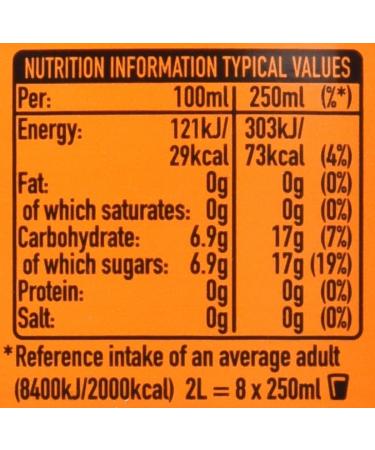 NUTRITION INFORMATION TYPICAL VALUES
Per: 100ml 250ml (%*)
Energy: 121kJ/ 303kJ/
29kcal 73kcal (4%)
Fat: 0g 0g (0%)
of which saturates: 0g 0g (0%)
Carbohydrate: 6.9g 17g (7%)
of which sugars: 6.9g 17g (19%)
Protein: 0g 0g (0%)
Salt: 0g 0g (0%)
*Reference intake of an average adult
(8400kJ/2000kcal) 2L = 8 x 250ml